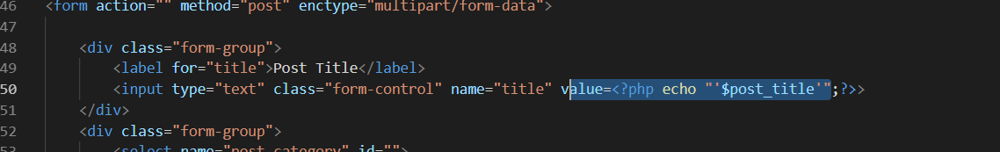 46 <form action="" method="post" enctype="multipart/form-data">
47
48 <div class="form-group">
49 <label for="title">Post Title</label>
50 <input type="text" class="form-control" name="title" value=<?php echo "'$post_title'";?>>
51 </div>
52 <div class="form-group">
53 <select name="post_category" id="">